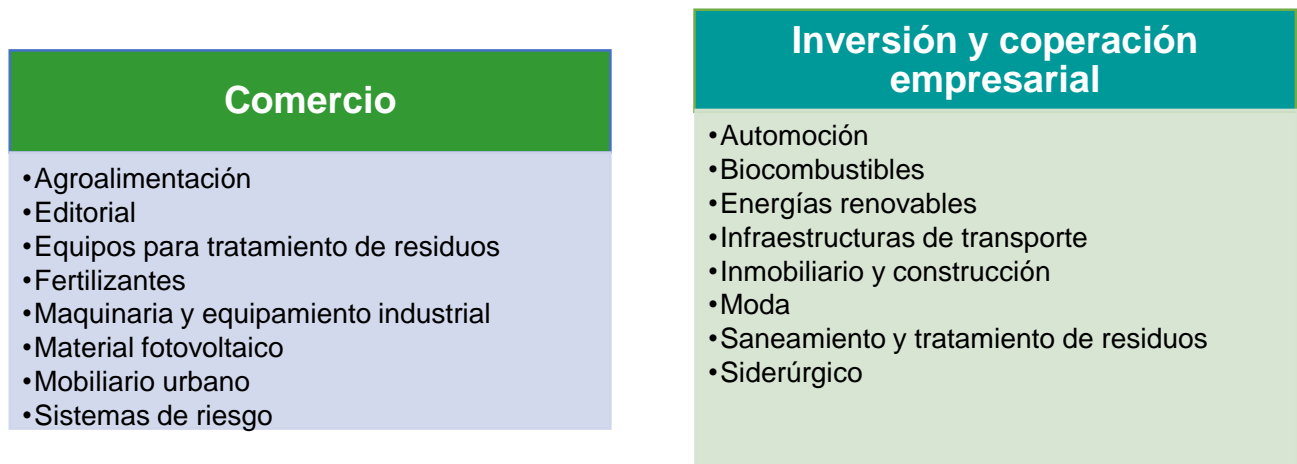 Comercio
•Agroalimentación
•Editorial
•Equipos para tratamiento de residuos
•Fertilizantes
•Maquinaria y equipamiento industrial
•Material fotovoltaico
•Mobiliario urbano
•Sistemas de riesgo
Inversión y coperación
empresarial
•Automoción
•Biocombustibles
•Energías renovables
•Infraestructuras de transporte
•Inmobiliario y construcción
•Moda
•Saneamiento y tratamiento de residuos
•Siderúrgico